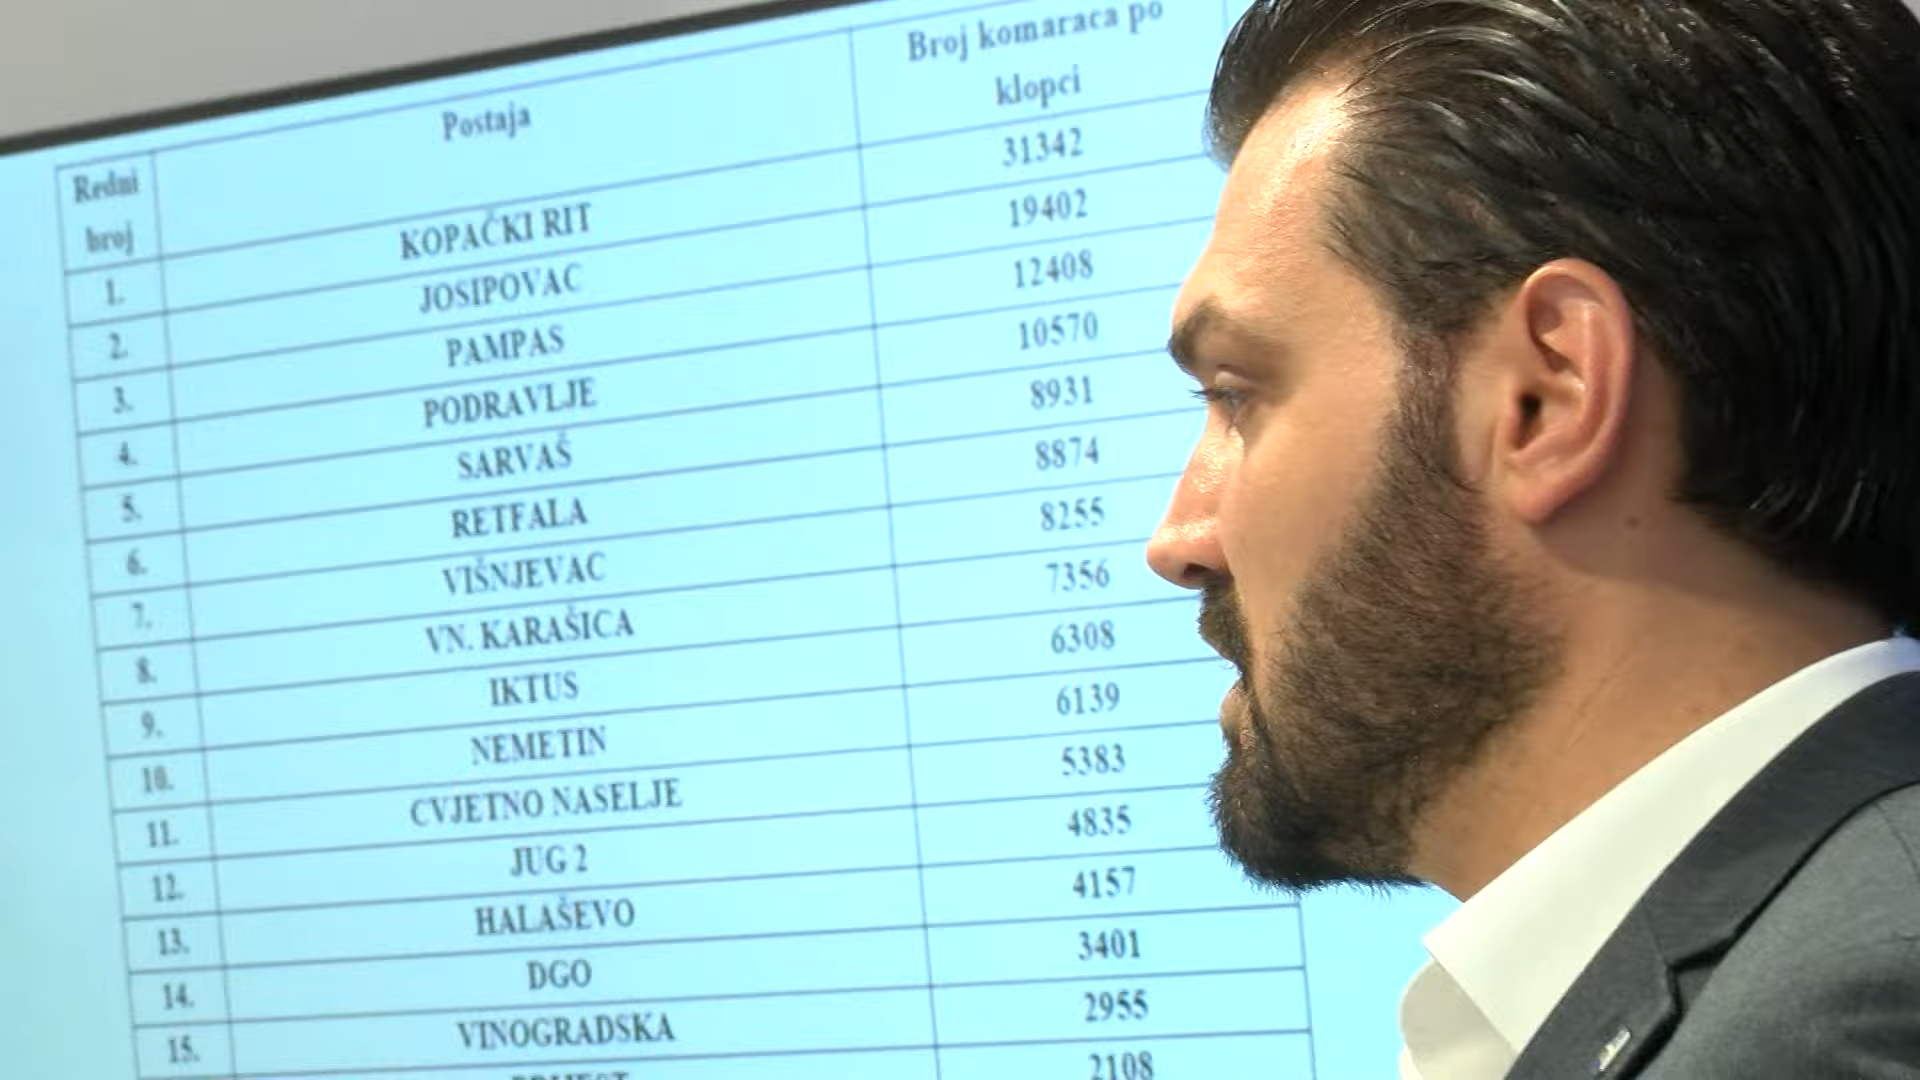 Redni broj Postaja Broj komaraca po klopci
1. KOPAČKI RIT 31342
2. JOSIPOVAC 19402
3. PAMPAS 12408
4. PODRAVLJE 10570
5. SARVAŠ 8931
6. RETFALA 8874
7. VIŠNJEVAC 8255
8. VN. KARAŠICA 7356
9. IKTUS 6308
10. NEMETIN 6139
11. CVJETNO NASELJE 5383
12. JUG 2 4835
13. HALAŠEVO 4157
14. DGO 3401
15. VINOGRADSKA 2955
2108